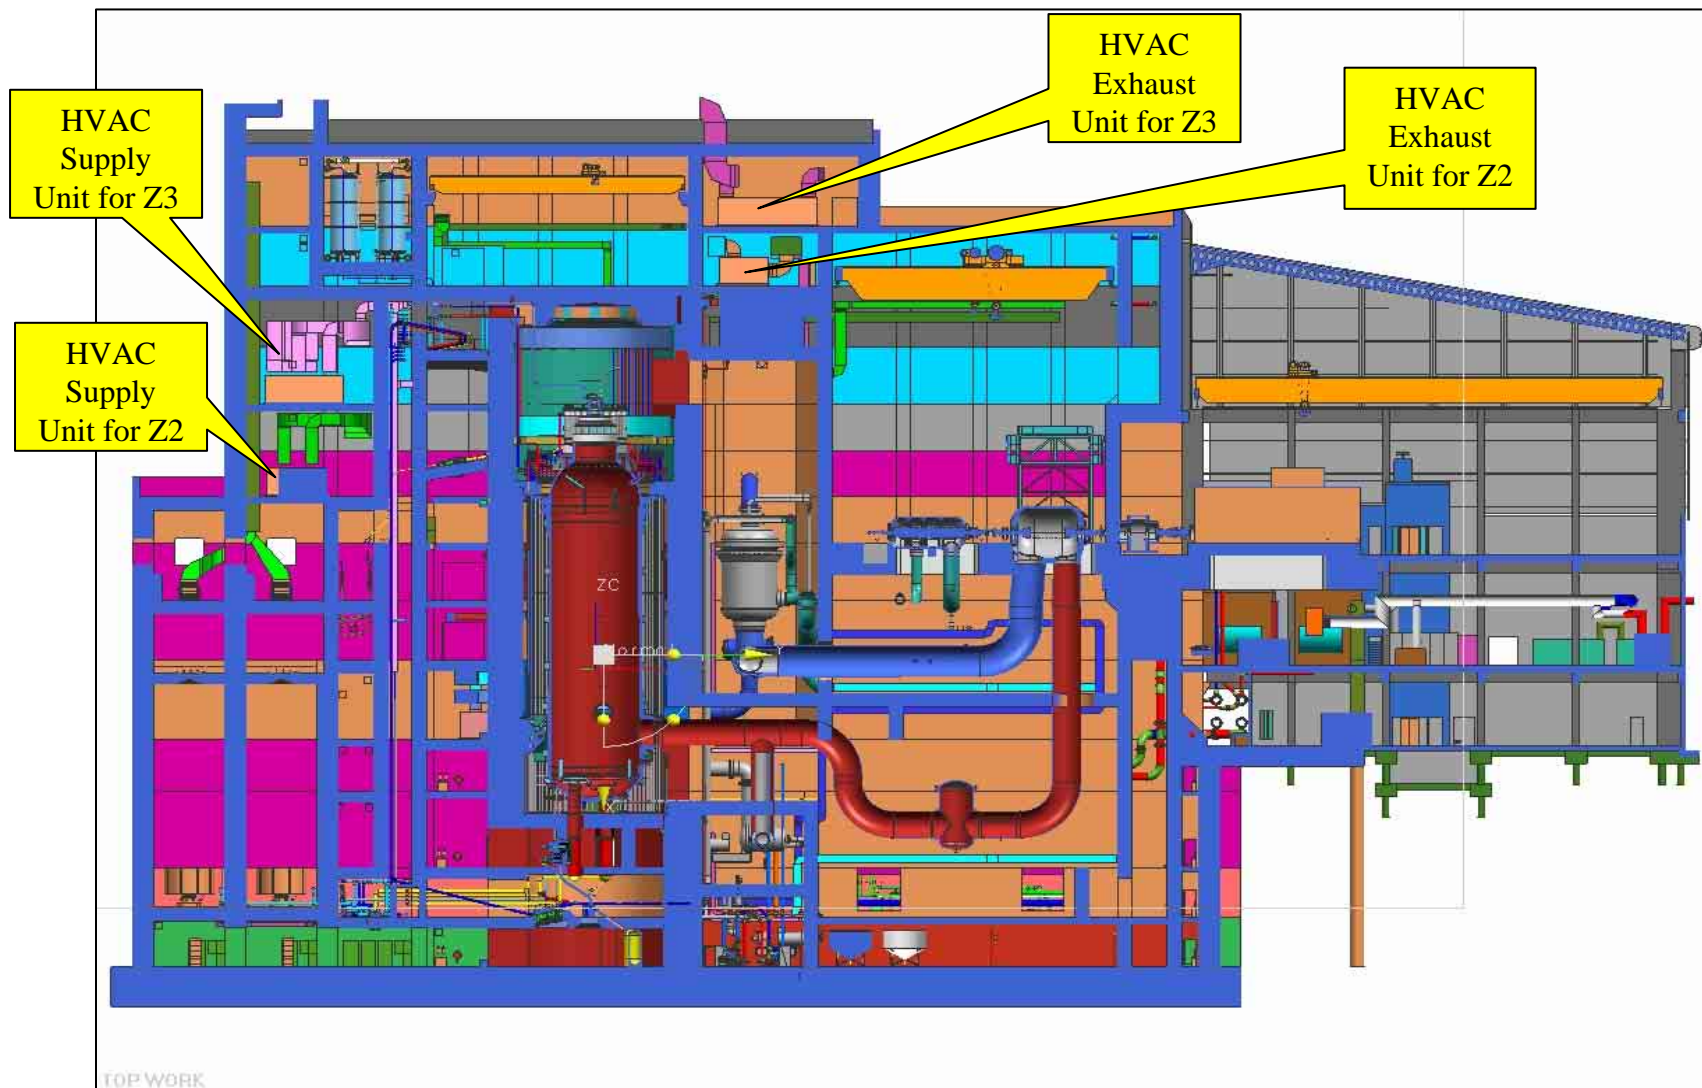 HVAC
Supply
Unit for Z3
HVAC
Supply
Unit for Z2
HVAC
Exhaust
Unit for Z3
HVAC
Exhaust
Unit for Z2
ZC
TOP WORK